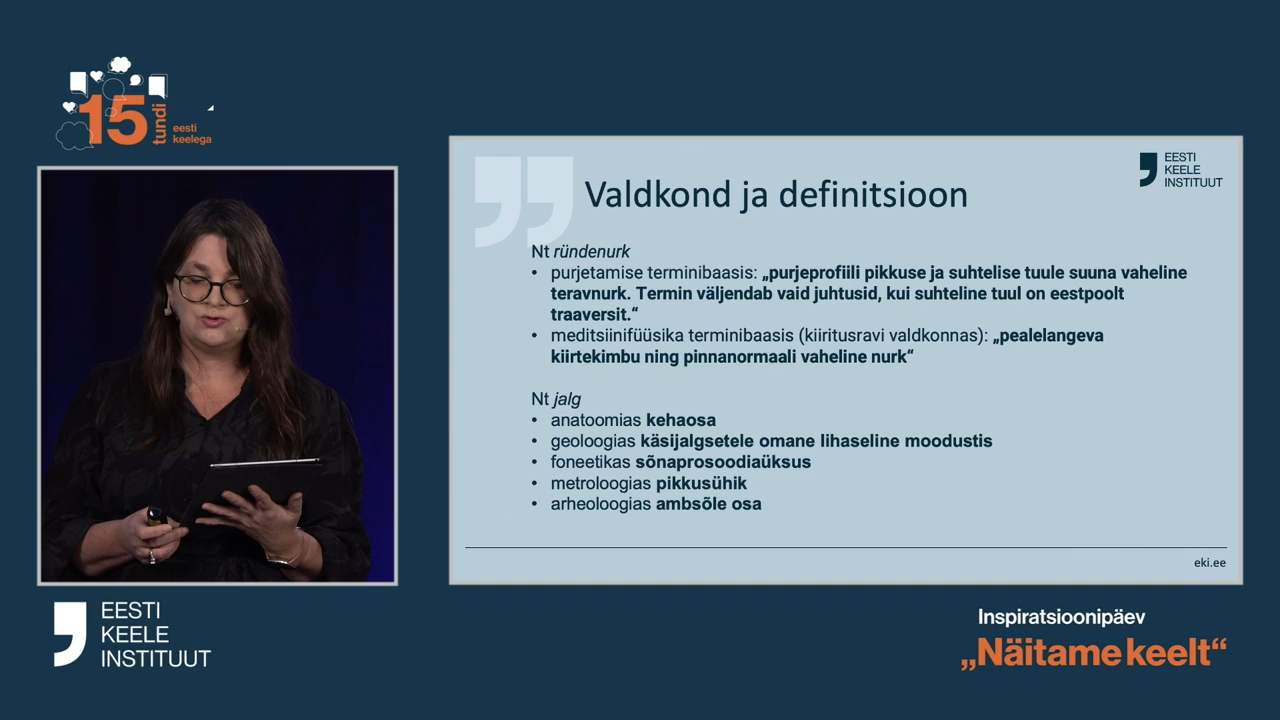 15 tundi
eesti
keelega
Valdkond ja definitsioon
EESTI
KEELE
INSTITUUT
Nt ründenurk
• purjetamise terminibaasis: „purjeprofiili pikkuse ja suhtelise tuule suuna vaheline
teravnurk. Termin väljendab vaid juhtusid, kui suhteline tuul on eestpoolt
traaversit.“
• meditsiinifüüsika terminibaasis (kiiritusravi valdkonnas): „pealelangeva
kiirtekimbu ning pinnanormaali vaheline nurk“
Nt jalg
• anatoomias kehaosa
• geoloogias käsijalgsetele omane lihaseline moodustis
• foneetikas sõnaprosoodiaüksus
• metroloogias pikkusühik
• arheoloogias ambsõle osa
eki.ee
EESTI
KEELE
INSTITUUT
Inspiratsioonipäev
„Näitame keelt“